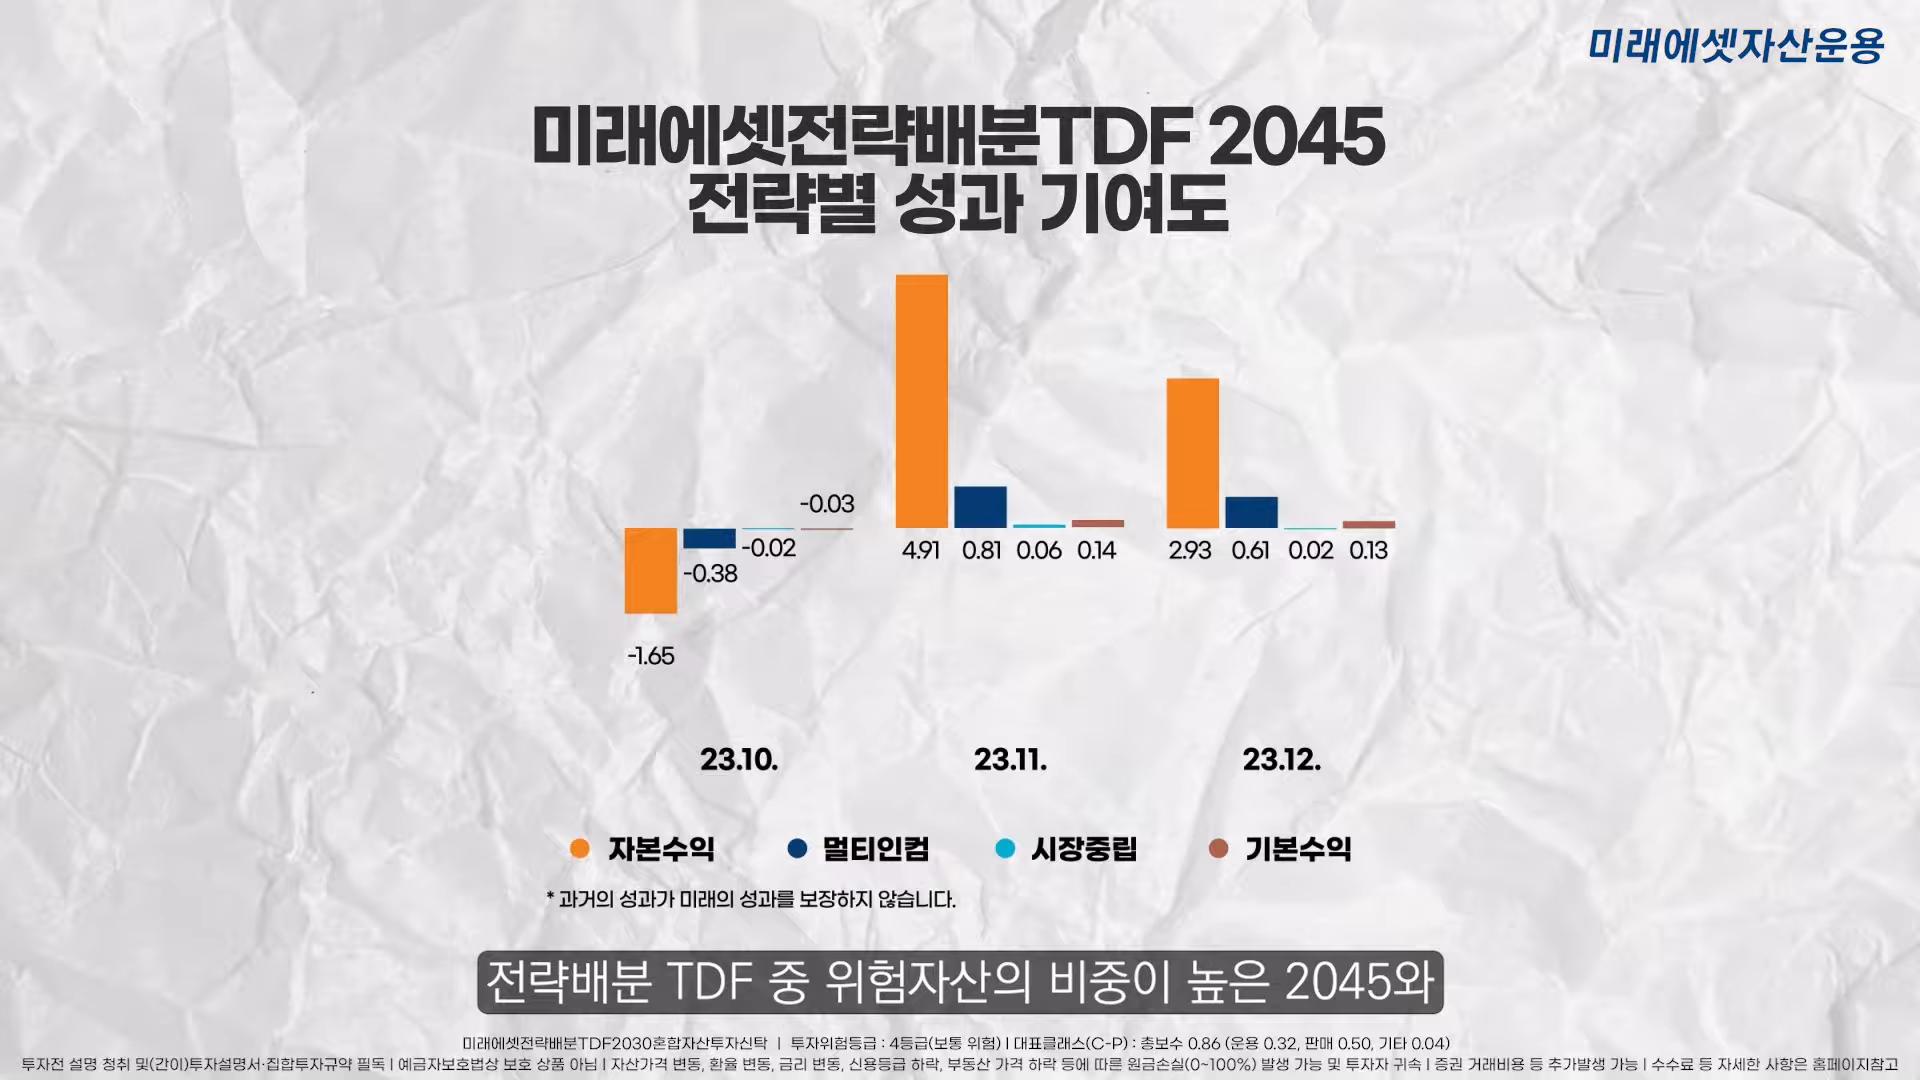 미래에셋자산운용
미래에셋전략배분TDF 2045
전략별 성과 기여도
-0.03
-0.02
-0.38
-1.65
4.91 0.81 0.06 0.14
2.93 0.61 0.02 0.13
23.10. 23.11. 23.12.
자본수익 멀티인컴 시장중립 기본수익
* 과거의 성과가 미래의 성과를 보장하지 않습니다.
전략배분 TDF 중 위험자산의 비중이 높은 2045와
미래에셋전략배분TDF2030혼합자산투자신탁 ㅣ 투자위험등급 : 4등급(보통 위험) l 대표클래스(C-P) : 총보수 0.86 (운용 0.32, 판매 0.50, 기타 0.04)
투자전 설명 청취 및(간이)투자설명서·집합투자규약 필독 l 예금자보호법상 보호 상품 아님 l 자산가격 변동, 환율 변동, 금리 변동, 신용등급 하락, 부동산 가격 하락 등에 따른 원금손실(0~100%) 발생 가능 및 투자자 귀속 l 증권 거래비용 등 추가발생 가능 l 수수료 등 자세한 사항은 홈페이지참고